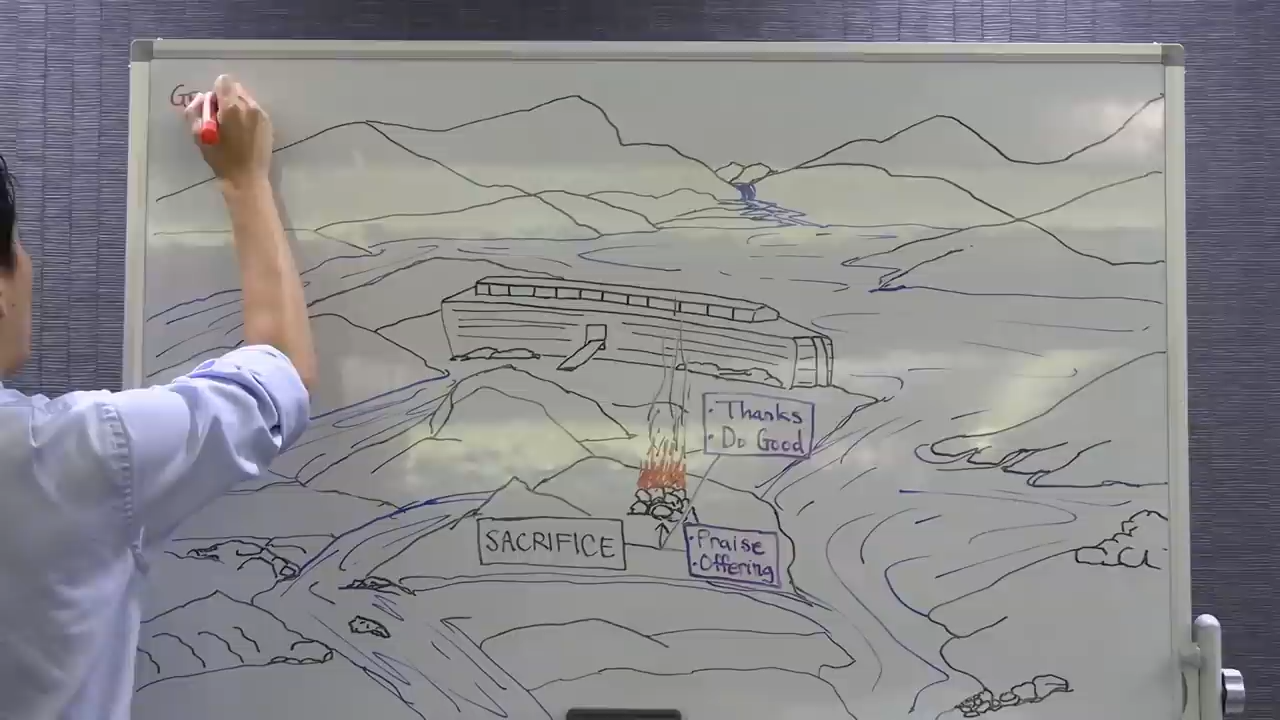 · Thanks
· Do Good
SACRIFICE
· Praise
· Offering